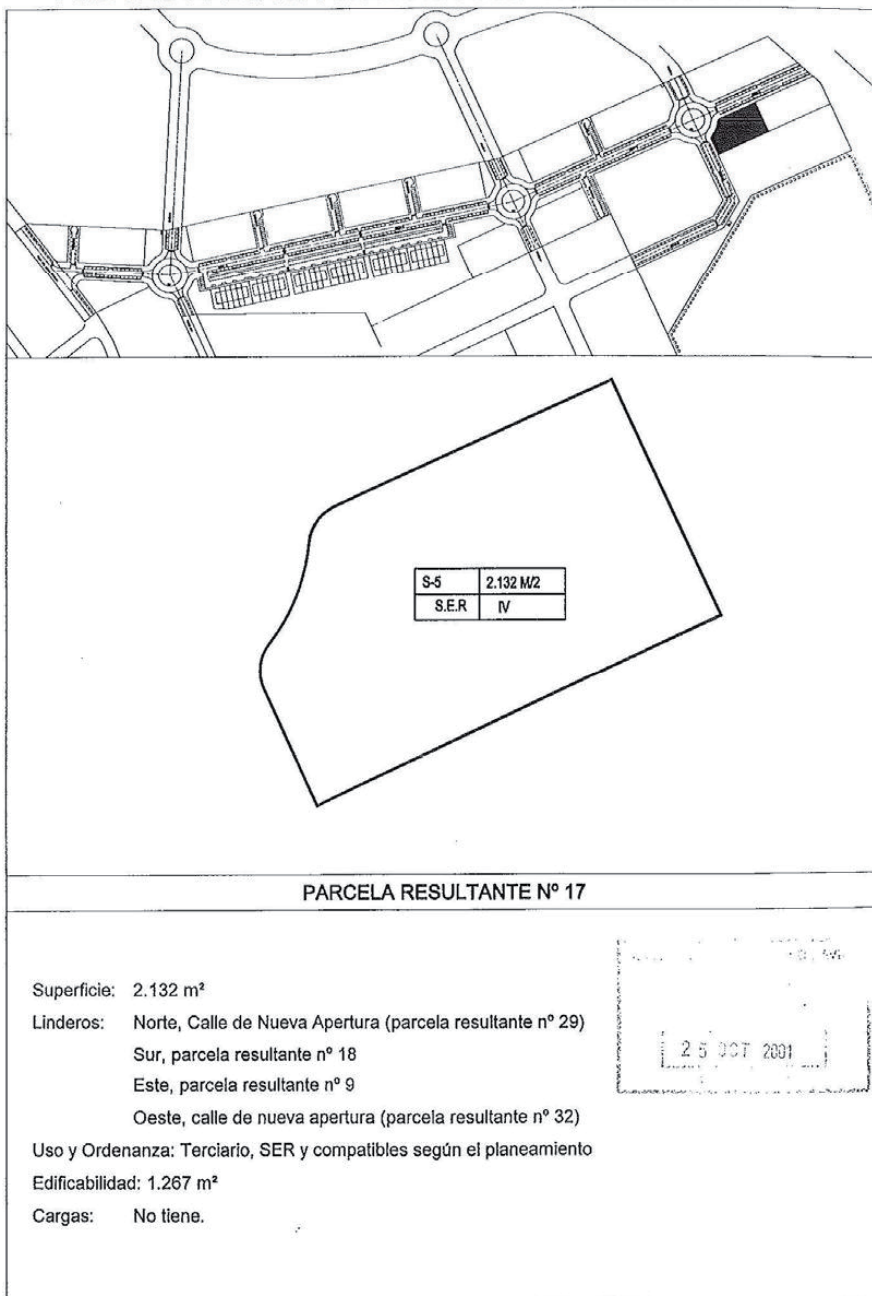 S-5 2.132 M/2
S.E.R IV
PARCELA RESULTANTE Nº 17
Superficie: 2.132 m²
Linderos: Norte, Calle de Nueva Apertura (parcela resultante nº 29)
Sur, parcela resultante nº 18
Este, parcela resultante nº 9
Oeste, calle de nueva apertura (parcela resultante nº 32)
Uso y Ordenanza: Terciario, SER y compatibles según el planeamiento
Edificabilidad: 1.267 m²
Cargas: No tiene.
25 OCT 2001